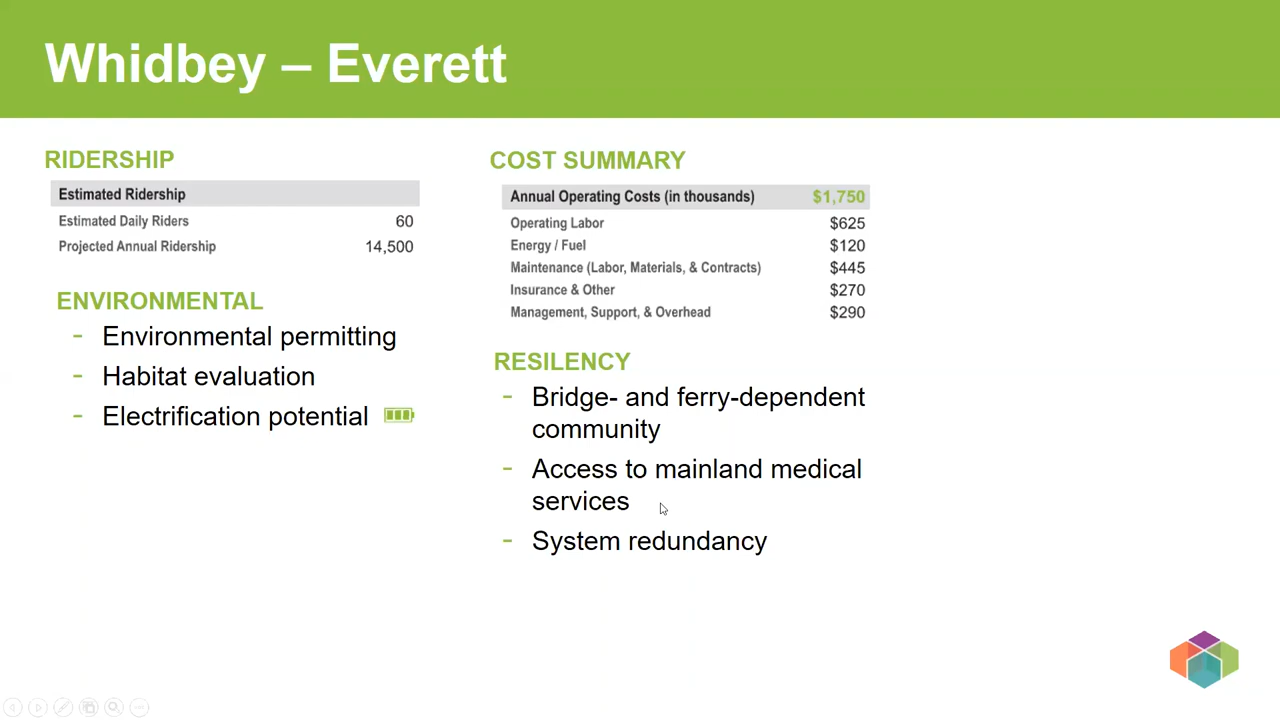 Whidbey – Everett
RIDERSHIP
Estimated Ridership
Estimated Daily Riders 60
Projected Annual Ridership 14,500
ENVIRONMENTAL
- Environmental permitting
- Habitat evaluation
- Electrification potential
COST SUMMARY
Annual Operating Costs (in thousands) $1,750
Operating Labor $625
Energy / Fuel $120
Maintenance (Labor, Materials, & Contracts) $445
Insurance & Other $270
Management, Support, & Overhead $290
RESILENCY
- Bridge- and ferry-dependent
community
- Access to mainland medical
services
- System redundancy